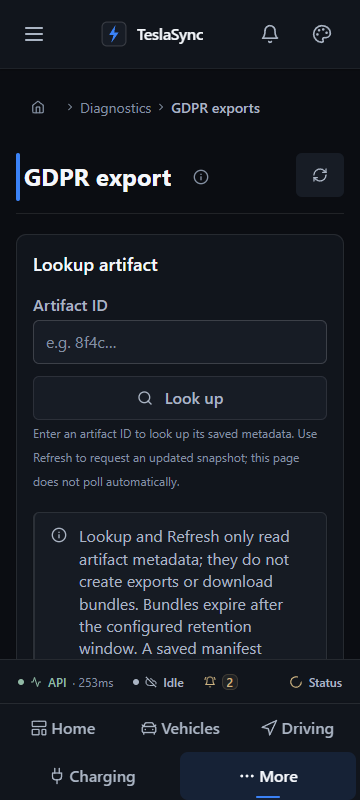 TeslaSync
Diagnostics
GDPR exports
GDPR export
Lookup artifact
Artifact ID
e.g. 8f4c...
Look up
Enter an artifact ID to look up its saved metadata. Use
Refresh to request an updated snapshot; this page
does not poll automatically.
Lookup and Refresh only read
artifact metadata; they do not
create exports or download
bundles. Bundles expire after
the configured retention
window. A saved manifest
API · 253ms
Idle
2
Status
Home
Vehicles
Driving
Charging
More